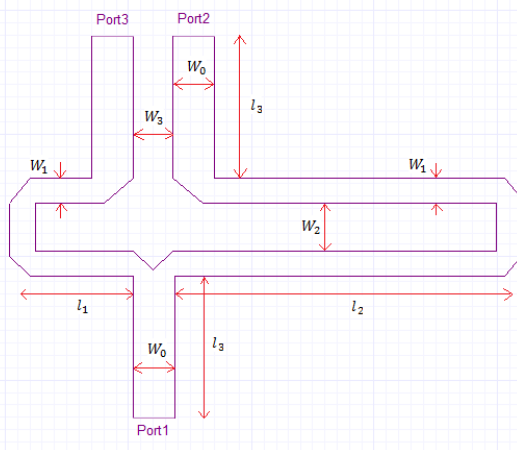 Port3 Port2
W₀
l₃
W₃
W₁ W₁
W₂
l₁ l₂
l₃
W₀
Port1